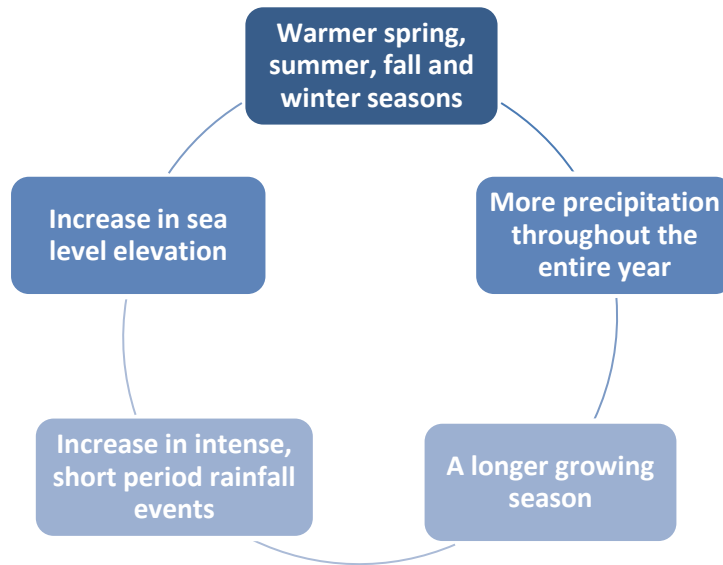 Warmer spring,
summer, fall and
winter seasons
More precipitation
throughout the
entire year
A longer growing
season
Increase in intense,
short period rainfall
events
Increase in sea
level elevation